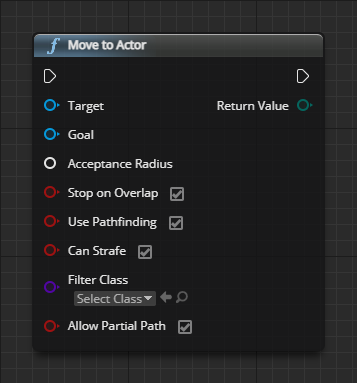 f Move to Actor
Target Return Value
Goal
Acceptance Radius
Stop on Overlap
Use Pathfinding
Can Strafe
Filter Class
Select Class
Allow Partial Path